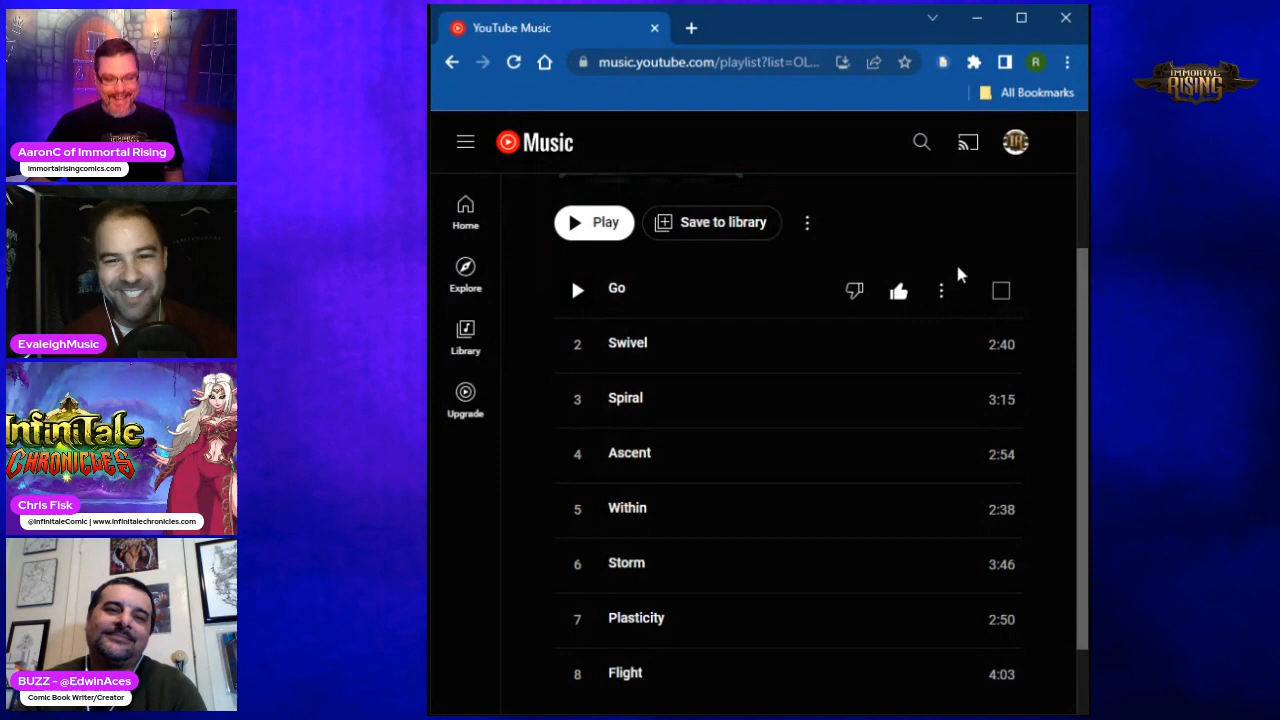 AaronC of Immortal Rising
immortalrisingcomics.com
EvaleighMusic
InfiniTale
CHRONICLES
Chris Fisk
@InfinitaleComic | www.infinitalechronicles.com
BUZZ - @EdwinAces
Comic Book Writer/Creator
YouTube Music
music.youtube.com/playlist?list=OL...
R
All Bookmarks
Music
IR
Home
Explore
Library
Upgrade
Play
Save to library
Go
2 Swivel 2:40
3 Spiral 3:15
4 Ascent 2:54
5 Within 2:38
6 Storm 3:46
7 Plasticity 2:50
8 Flight 4:03
IMMORTAL
RISING